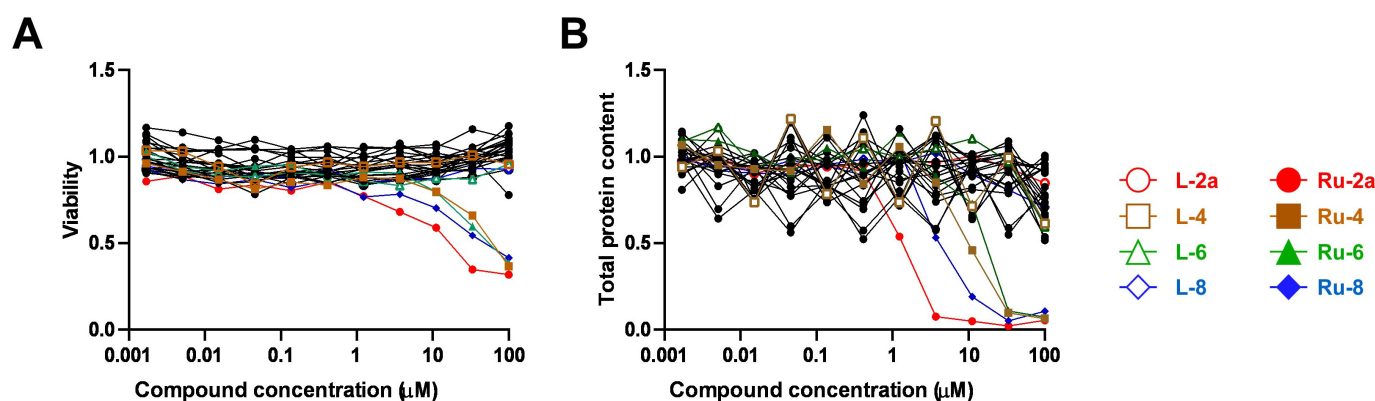 A
1.5
1.0
0.5
0.0
Viability
0.001 0.01 0.1 1 10 100
Compound concentration (μM)
B
1.5
1.0
0.5
0.0
Total protein content
0.001 0.01 0.1 1 10 100
Compound concentration (μM)
L-2a Ru-2a
L-4 Ru-4
L-6 Ru-6
L-8 Ru-8